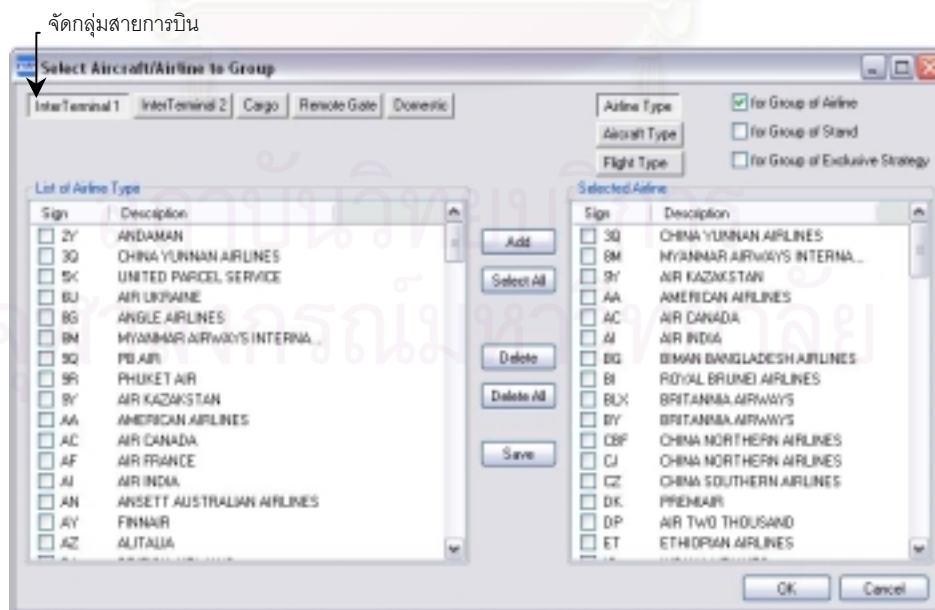 จัดกลุ่มสายการบิน
Select Aircraft/Airline to Group
InterTerminal 1 InterTerminal 2 Cargo Remote Gate Domestic
Airline Type for Group of Airline
Aircraft Type for Group of Stand
Flight Type for Group of Exclusive Strategy
List of Airline Type
Sign Description
2Y ANDAMAN
3Q CHINA YUNNAN AIRLINES
5X UNITED PARCEL SERVICE
6U AIR UKRAINE
8G ANGLE AIRLINES
8M MYANMAR AIRWAYS INTERNA...
9Q PB AIR
9R PHUKET AIR
9Y AIR KAZAKSTAN
AA AMERICAN AIRLINES
AC AIR CANADA
AF AIR FRANCE
AI AIR INDIA
AN ANSETT AUSTRALIAN AIRLINES
AY FINNAIR
AZ ALITALIA
Add
Select All
Delete
Delete All
Save
Selected Airline
Sign Description
3Q CHINA YUNNAN AIRLINES
8M MYANMAR AIRWAYS INTERNA...
9Y AIR KAZAKSTAN
AA AMERICAN AIRLINES
AC AIR CANADA
AI AIR INDIA
BG BIMAN BANGLADESH AIRLINES
BI ROYAL BRUNEI AIRLINES
BLX BRITANNIA AIRWAYS
BY BRITANNIA AIRWAYS
CBF CHINA NORTHERN AIRLINES
CJ CHINA NORTHERN AIRLINES
CZ CHINA SOUTHERN AIRLINES
DK PREMIAIR
DP AIR TWO THOUSAND
ET ETHIOPIAN AIRLINES
OK Cancel